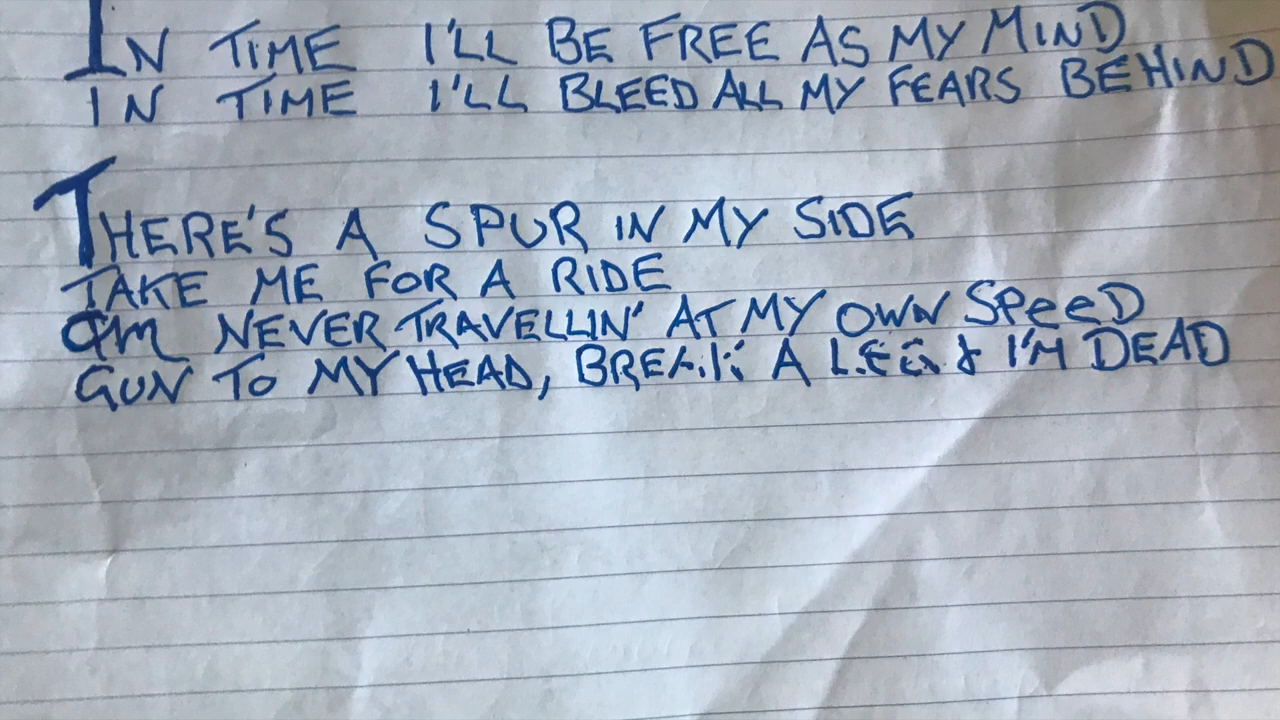 IN TIME I'LL BE FREE AS MY MIND
IN TIME I'LL BLEED ALL MY FEARS BEHIND
THERE'S A SPUR IN MY SIDE
TAKE ME FOR A RIDE
I'm NEVER TRAVELLIN' AT MY OWN SPeeD
GUN TO MY HEAD, BREAK A LEG & I'M DEAD